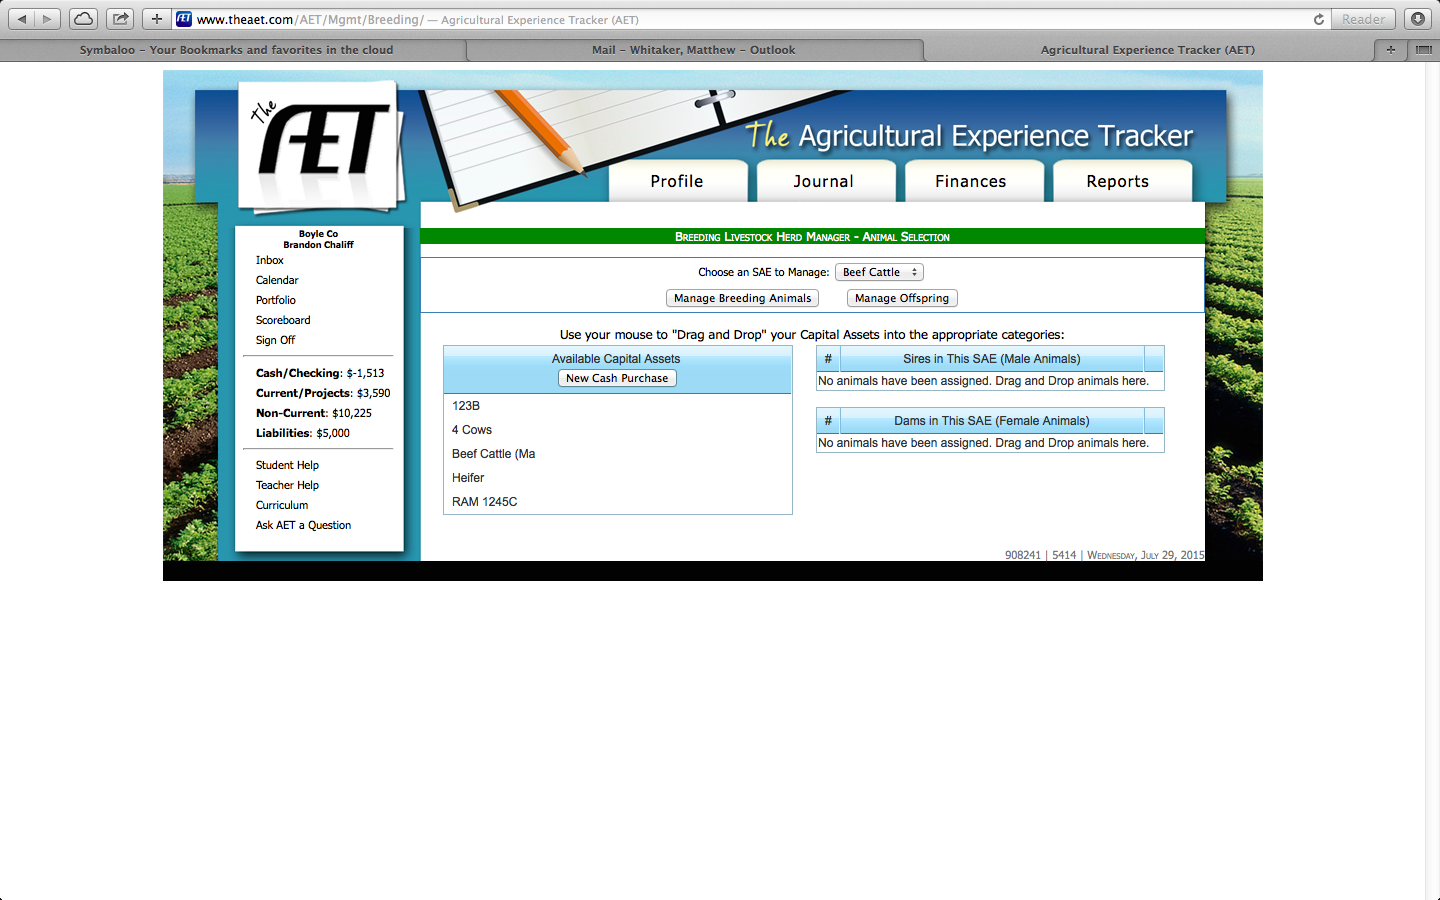 www.theaet.com/AET/Mgmt/Breeding/ — Agricultural Experience Tracker (AET)
Reader
Symbaloo – Your Bookmarks and favorites in the cloud
Mail – Whitaker, Matthew – Outlook
Agricultural Experience Tracker (AET)
The AET
The Agricultural Experience Tracker
Profile
Journal
Finances
Reports
Boyle Co
Brandon Chaliff
Inbox
Calendar
Portfolio
Scoreboard
Sign Off
Cash/Checking: $-1,513
Current/Projects: $3,590
Non-Current: $10,225
Liabilities: $5,000
Student Help
Teacher Help
Curriculum
Ask AET a Question
Breeding Livestock Herd Manager - Animal Selection
Choose an SAE to Manage: Beef Cattle
Manage Breeding Animals
Manage Offspring
Use your mouse to "Drag and Drop" your Capital Assets into the appropriate categories:
Available Capital Assets
New Cash Purchase
123B
4 Cows
Beef Cattle (Ma
Heifer
RAM 1245C
# Sires in This SAE (Male Animals)
No animals have been assigned. Drag and Drop animals here.
# Dams in This SAE (Female Animals)
No animals have been assigned. Drag and Drop animals here.
908241 | 5414 | Wednesday, July 29, 2015